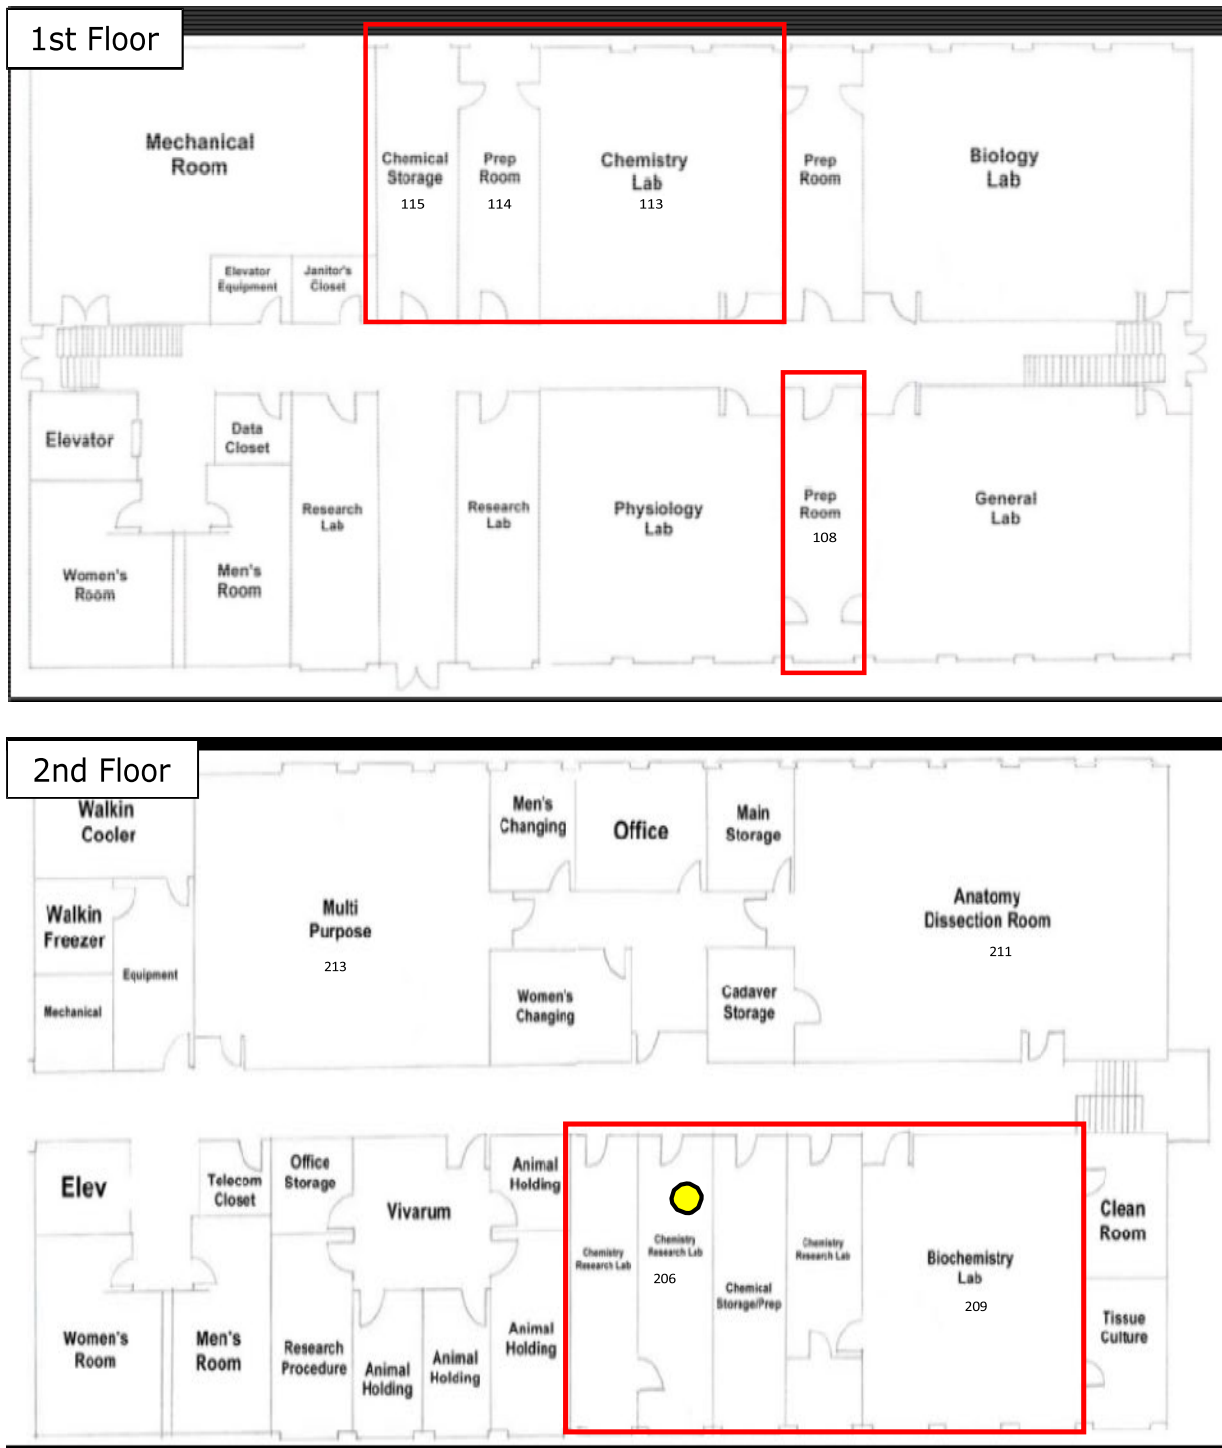 1st Floor
Mechanical
Room
Chemical
Storage
115
Prep
Room
114
Chemistry
Lab
113
Prep
Room
Biology
Lab
Elevator
Equipment
Janitor's
Closet
Elevator
Data
Closet
Research
Lab
Research
Lab
Physiology
Lab
Prep
Room
108
General
Lab
Women's
Room
Men's
Room
2nd Floor
Walkin
Cooler
Men's
Changing
Office
Main
Storage
Walkin
Freezer
Multi
Purpose
213
Anatomy
Dissection Room
211
Equipment
Mechanical
Women's
Changing
Cadaver
Storage
Elev
Telecom
Closet
Office
Storage
Vivarum
Animal
Holding
Chemistry
Research Lab
Chemistry
Research Lab
206
Chemical
Storage/Prep
Chemistry
Research Lab
Biochemistry
Lab
209
Clean
Room
Women's
Room
Men's
Room
Research
Procedure
Animal
Holding
Animal
Holding
Animal
Holding
Tissue
Culture